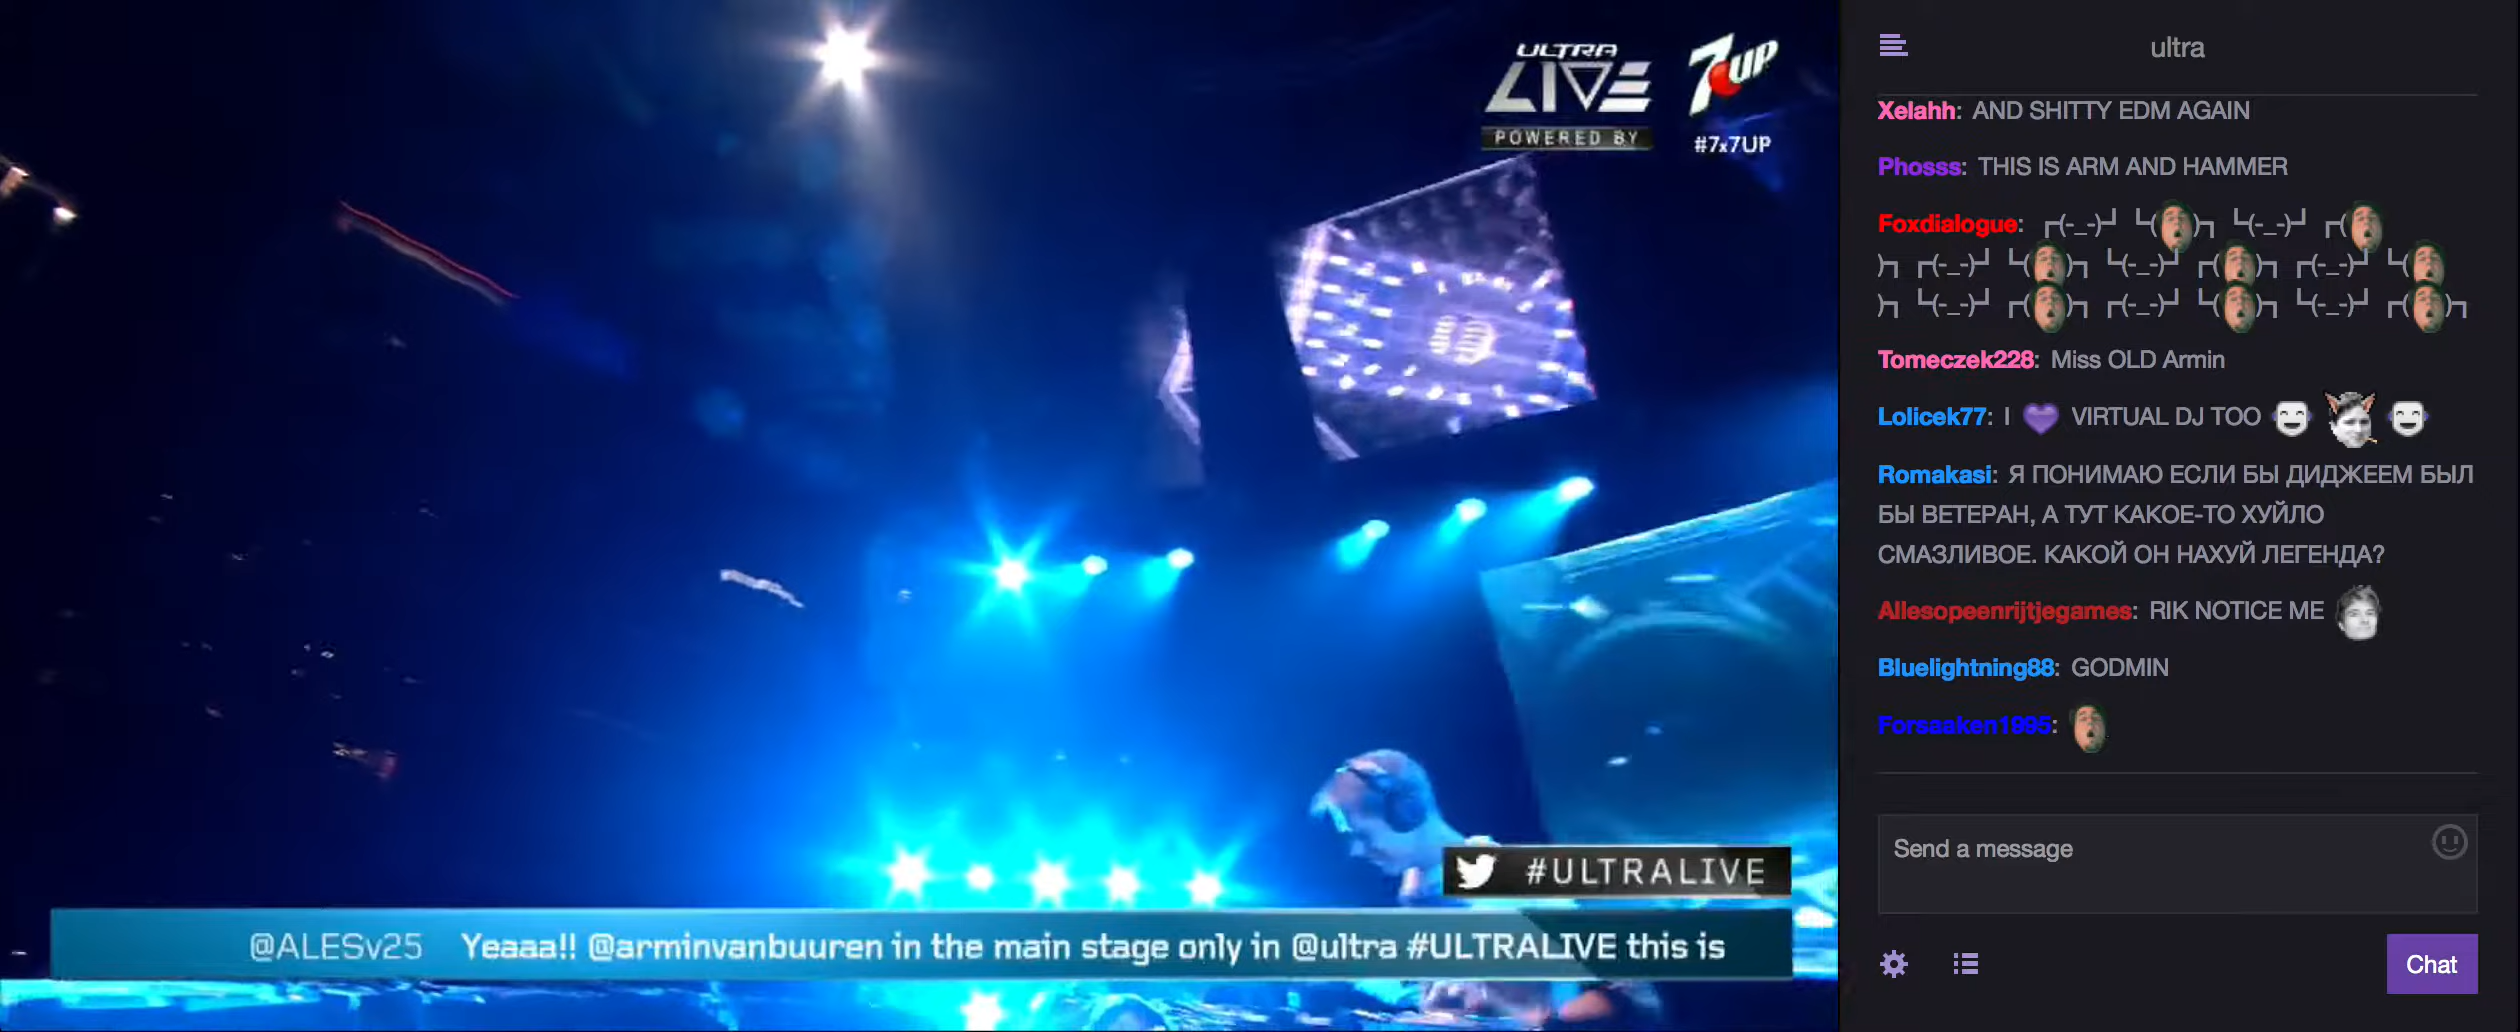 ULTRA
LIVE
POWERED BY
7UP
#7x7UP
#ULTRALIVE
@ALESv25 Yeaaa!! @arminvanbuuren in the main stage only in @ultra #ULTRALIVE this is
ultra
Xelahh: AND SHITTY EDM AGAIN
Phosss: THIS IS ARM AND HAMMER
Foxdialogue: ┌(-_-)┘ └( )┐ └(-_-)┘ ┌(
)┐ ┌(-_-)┘ └( )┐ └(-_-)┘ ┌( )┐ ┌(-_-)┘ └(
)┐ └(-_-)┘ ┌( )┐ ┌(-_-)┘ └( )┐ └(-_-)┘ ┌( )┐
Tomeczek228: Miss OLD Armin
Lolicek77: I VIRTUAL DJ TOO
Romakasi: Я ПОНИМАЮ ЕСЛИ БЫ ДИДЖЕЕМ БЫЛ
БЫ ВЕТЕРАН, А ТУТ КАКОЕ-ТО ХУЙЛО
СМАЗЛИВОЕ. КАКОЙ ОН НАХУЙ ЛЕГЕНДА?
Allesopeenrijtjegames: RIK NOTICE ME
Bluelightning88: GODMIN
Forsaaken1995:
Send a message
Chat